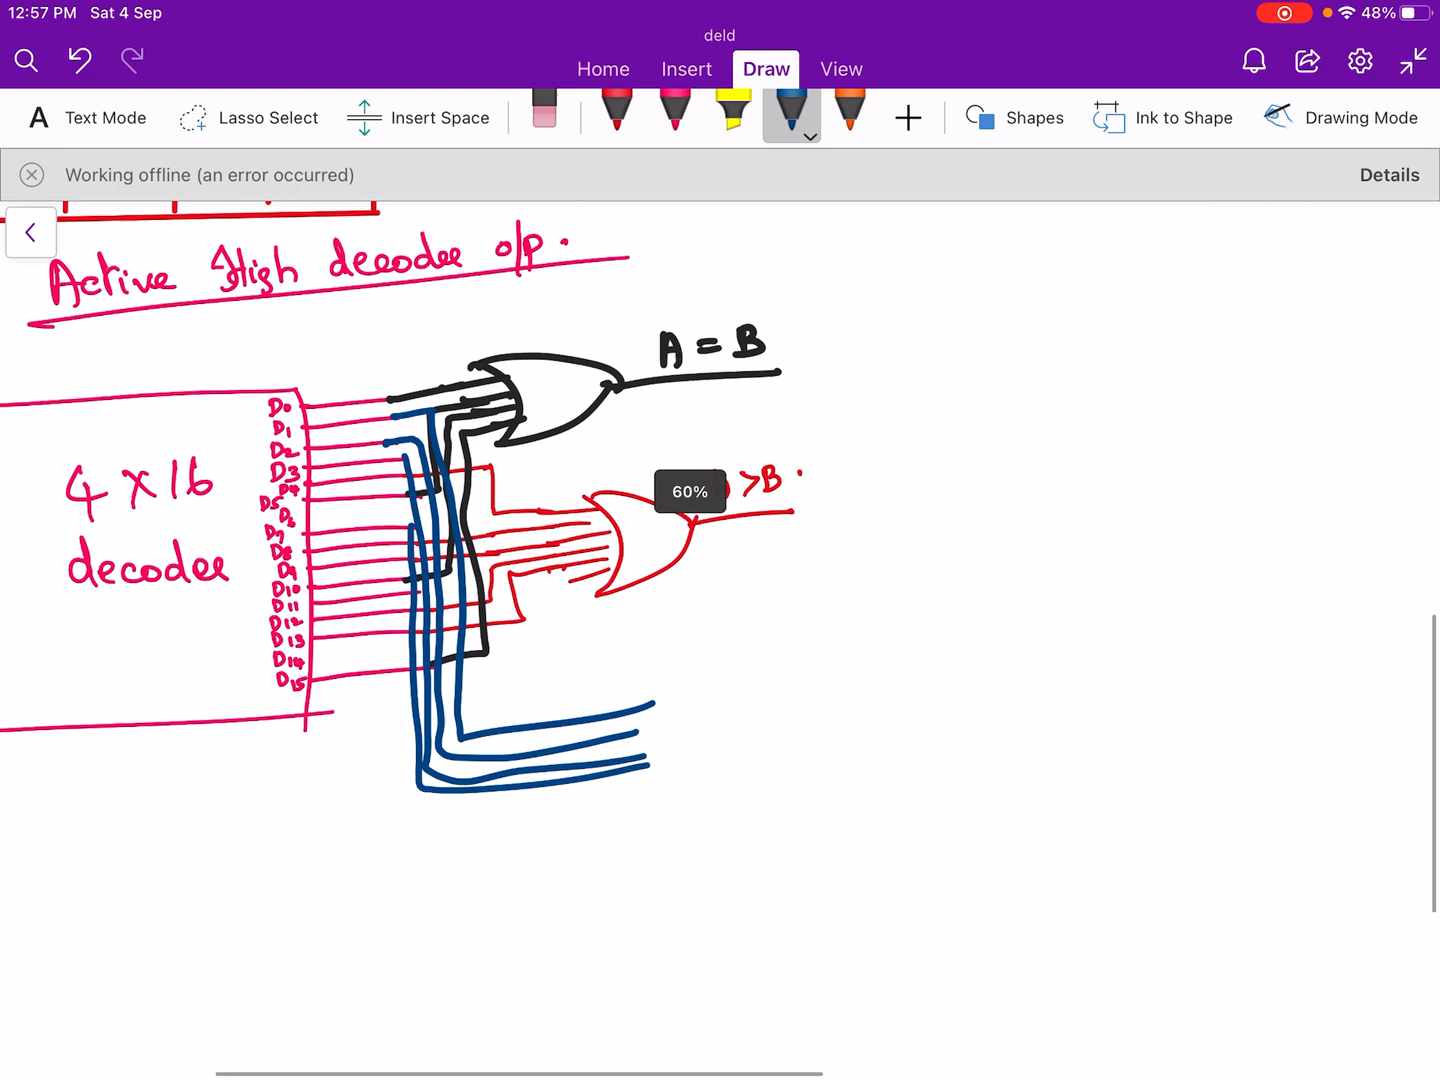 12:57 PM Sat 4 Sep
48%
deld
Home Insert Draw View
Text Mode Lasso Select Insert Space Shapes Ink to Shape Drawing Mode
Working offline (an error occurred) Details
Active High decoder o/p.
A = B
D0
D1
D2
D3
D4
D5
D6
D7
D8
D9
D10
D11
D12
D13
D14
D15
4 X 16
decoder
60%
>B